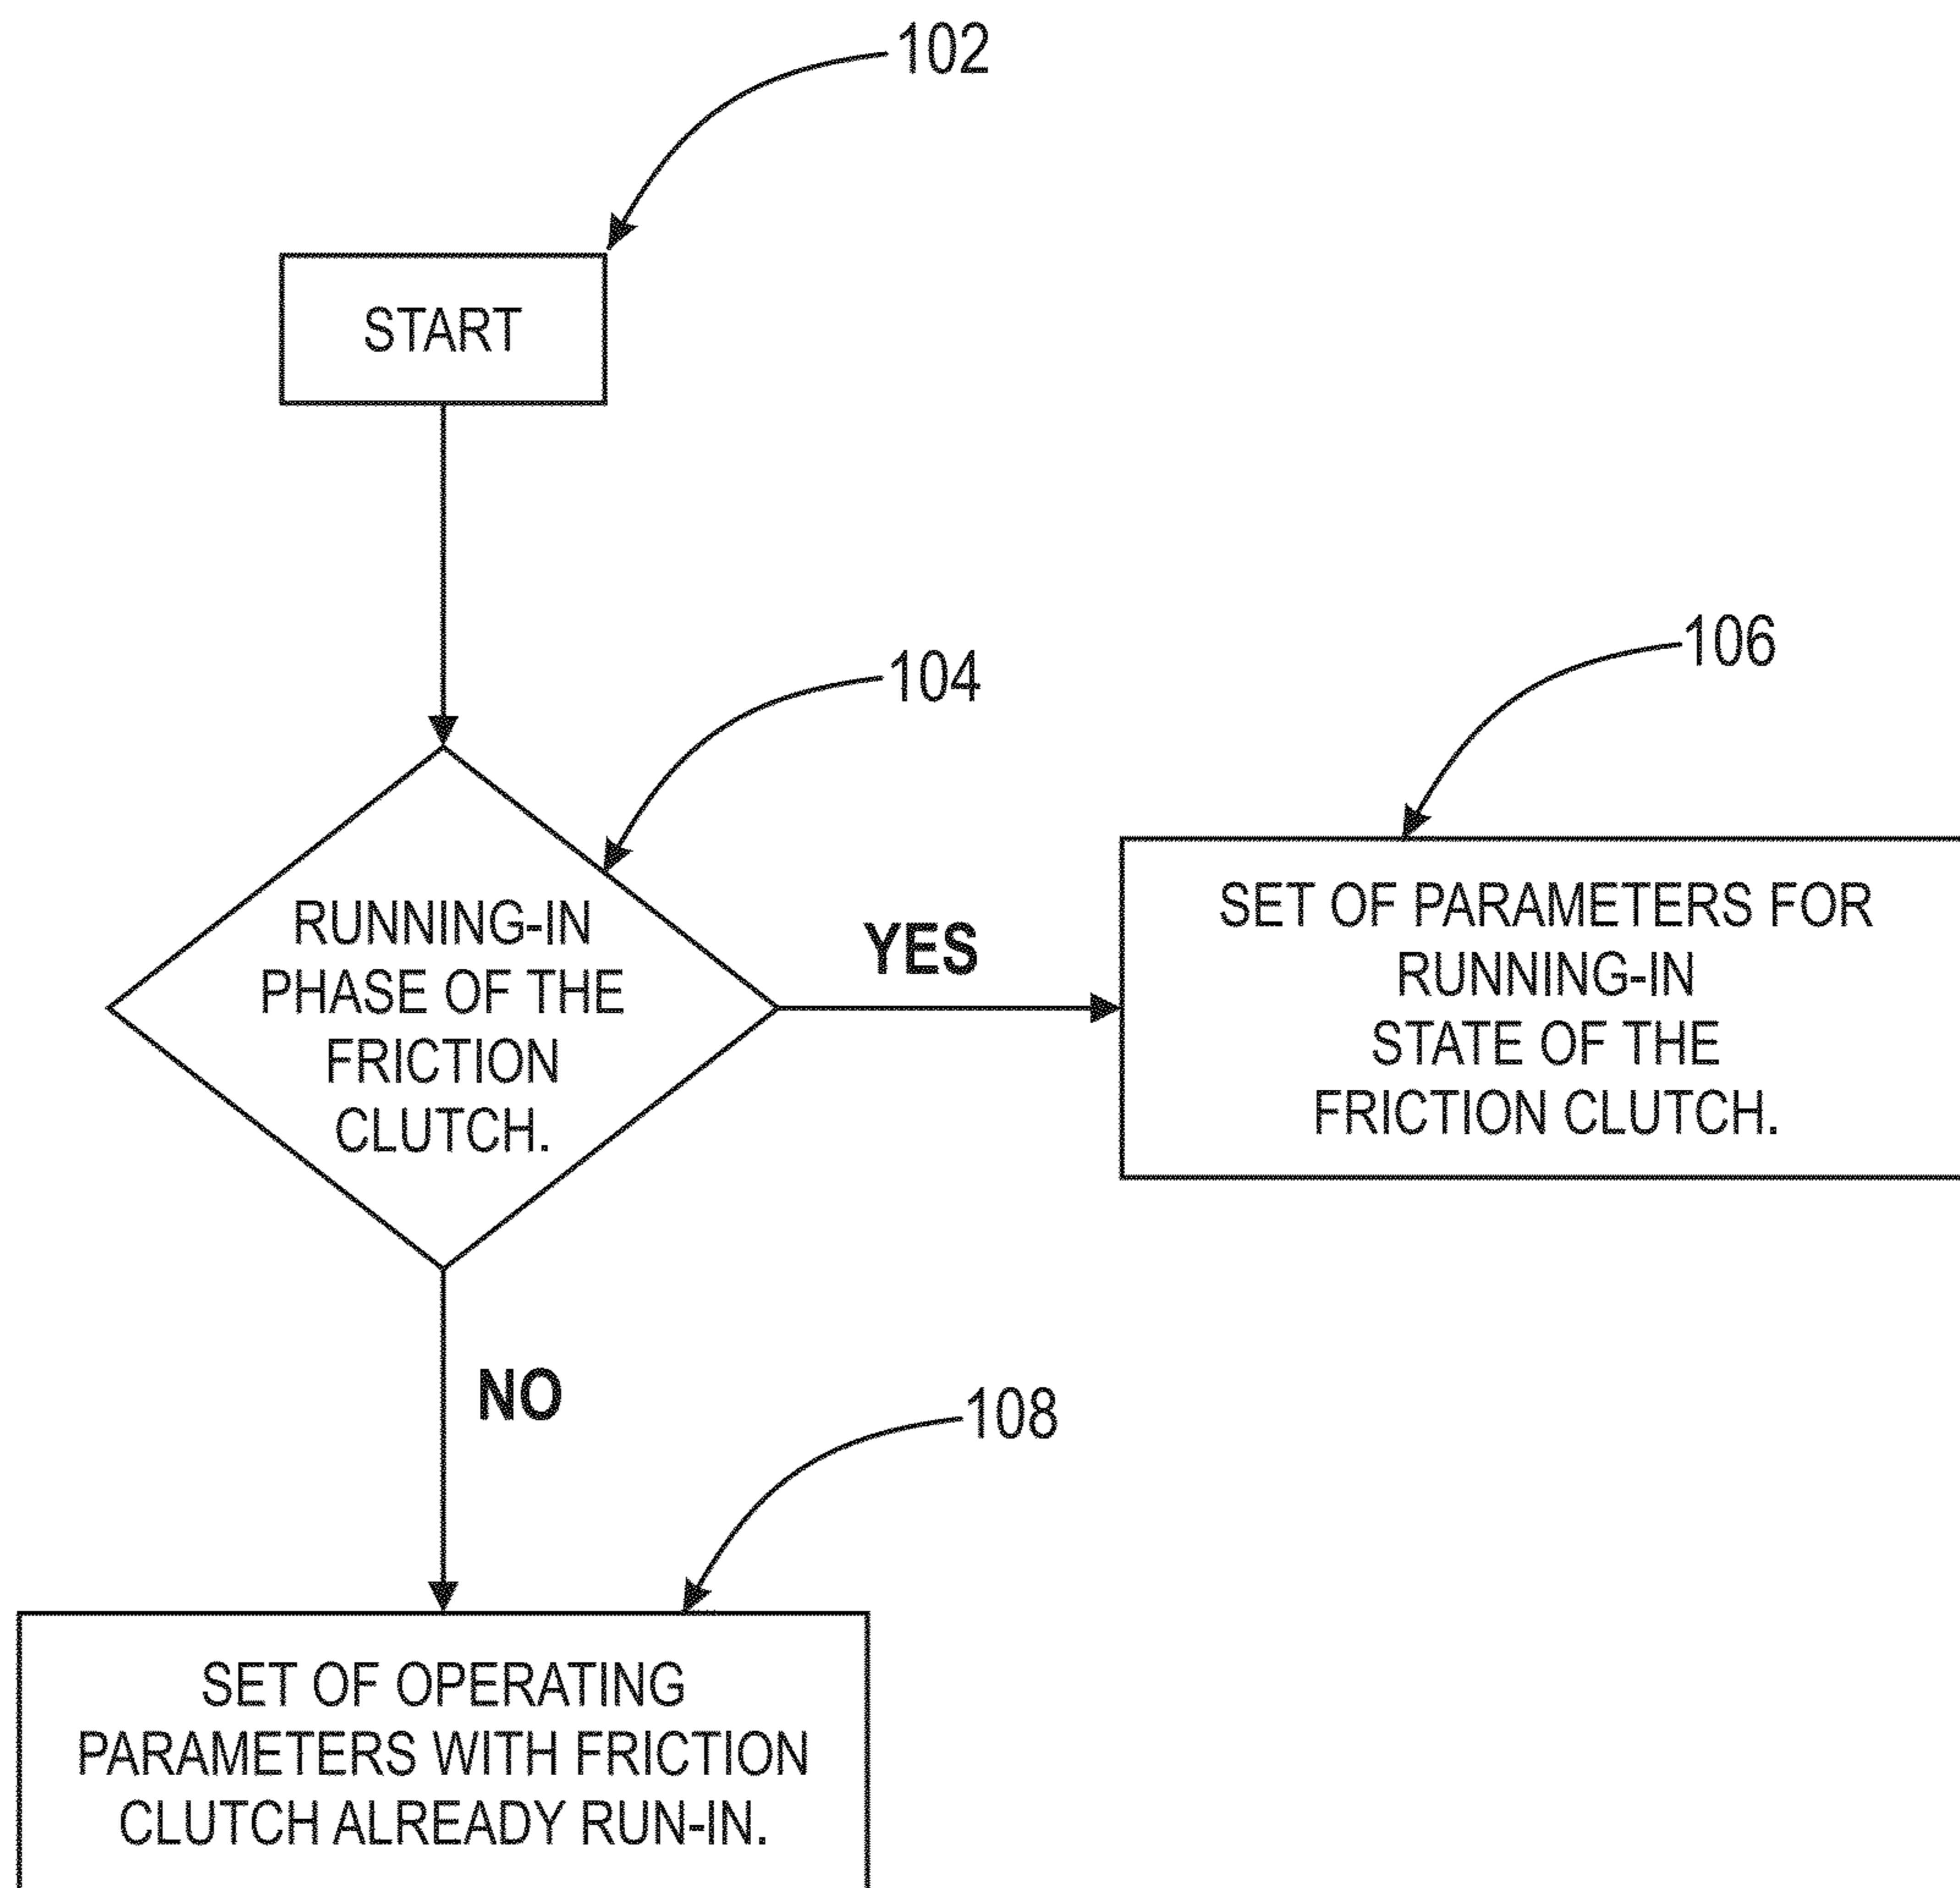 102
START
104
106
RUNNING-IN
PHASE OF THE
FRICTION
CLUTCH.
YES
SET OF PARAMETERS FOR
RUNNING-IN
STATE OF THE
FRICTION CLUTCH.
NO
108
SET OF OPERATING
PARAMETERS WITH FRICTION
CLUTCH ALREADY RUN-IN.